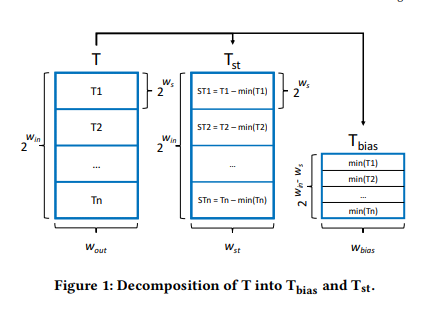 T
T1
T2
...
Tn
2^w_in
2^w_s
w_out
T_st
ST1 = T1 – min(T1)
ST2 = T2 – min(T2)
...
STn = Tn – min(Tn)
2^w_in
2^w_s
w_st
T_bias
min(T1)
min(T2)
...
min(Tn)
2^w_in- w_s
w_bias
Figure 1: Decomposition of T into T_bias and T_st.